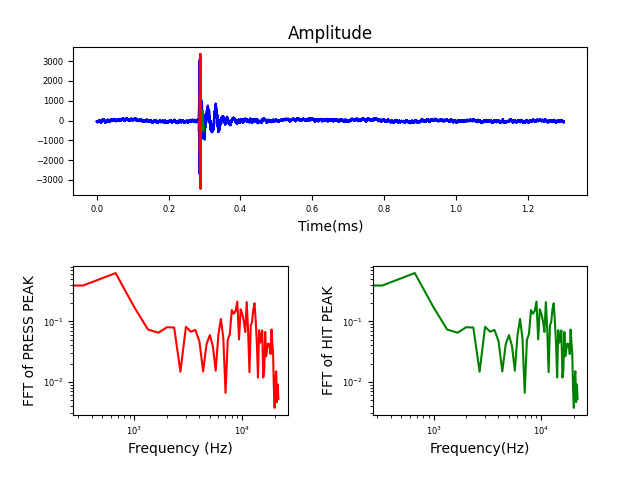 Amplitude
3000
2000
1000
0
−1000
−2000
−3000
0.0 0.2 0.4 0.6 0.8 1.0 1.2
Time(ms)
FFT of PRESS PEAK
10⁻¹
10⁻²
10³ 10⁴
Frequency (Hz)
FFT of HIT PEAK
10⁻¹
10⁻²
10³ 10⁴
Frequency(Hz)